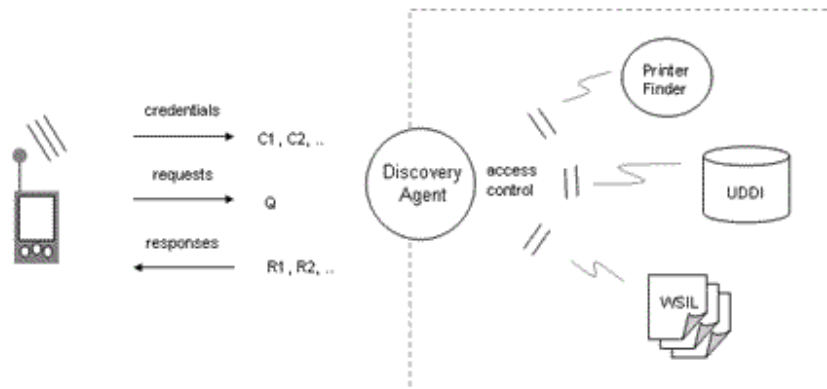 credentials
C1 , C2, ..
requests
Q
responses
R1 , R2, ..
Discovery
Agent
access
control
Printer
Finder
UDDI
WSIL